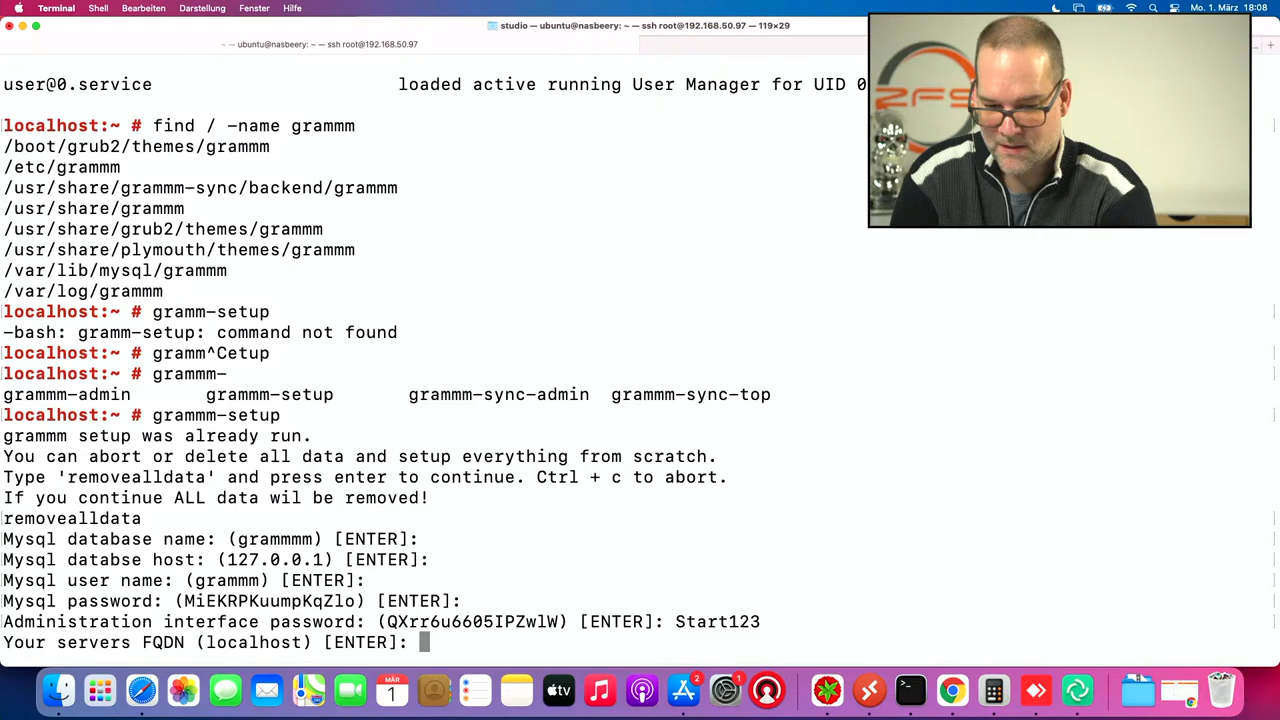 Terminal Shell Bearbeiten Darstellung Fenster Hilfe Mo. 1. März 18:08
studio — ubuntu@nasbeery: ~ — ssh root@192.168.50.97 — 119×29
~ — ubuntu@nasbeery: ~ — ssh root@192.168.50.97
user@0.service loaded active running User Manager for UID 0
localhost:~ # find / -name grammm
/boot/grub2/themes/grammm
/etc/grammm
/usr/share/grammm-sync/backend/grammm
/usr/share/grammm
/usr/share/grub2/themes/grammm
/usr/share/plymouth/themes/grammm
/var/lib/mysql/grammm
/var/log/grammm
localhost:~ # gramm-setup
-bash: gramm-setup: command not found
localhost:~ # gramm^Cetup
localhost:~ # grammm-
grammm-admin grammm-setup grammm-sync-admin grammm-sync-top
localhost:~ # grammm-setup
grammm setup was already run.
You can abort or delete all data and setup everything from scratch.
Type 'removealldata' and press enter to continue. Ctrl + c to abort.
If you continue ALL data wil be removed!
removealldata
Mysql database name: (grammmm) [ENTER]:
Mysql databse host: (127.0.0.1) [ENTER]:
Mysql user name: (grammm) [ENTER]:
Mysql password: (MiEKRPKuumpKqZlo) [ENTER]:
Administration interface password: (QXrr6u6605IPZwlW) [ENTER]: Start123
Your servers FQDN (localhost) [ENTER]:
ZFS
MÄR
1
tv
2
1